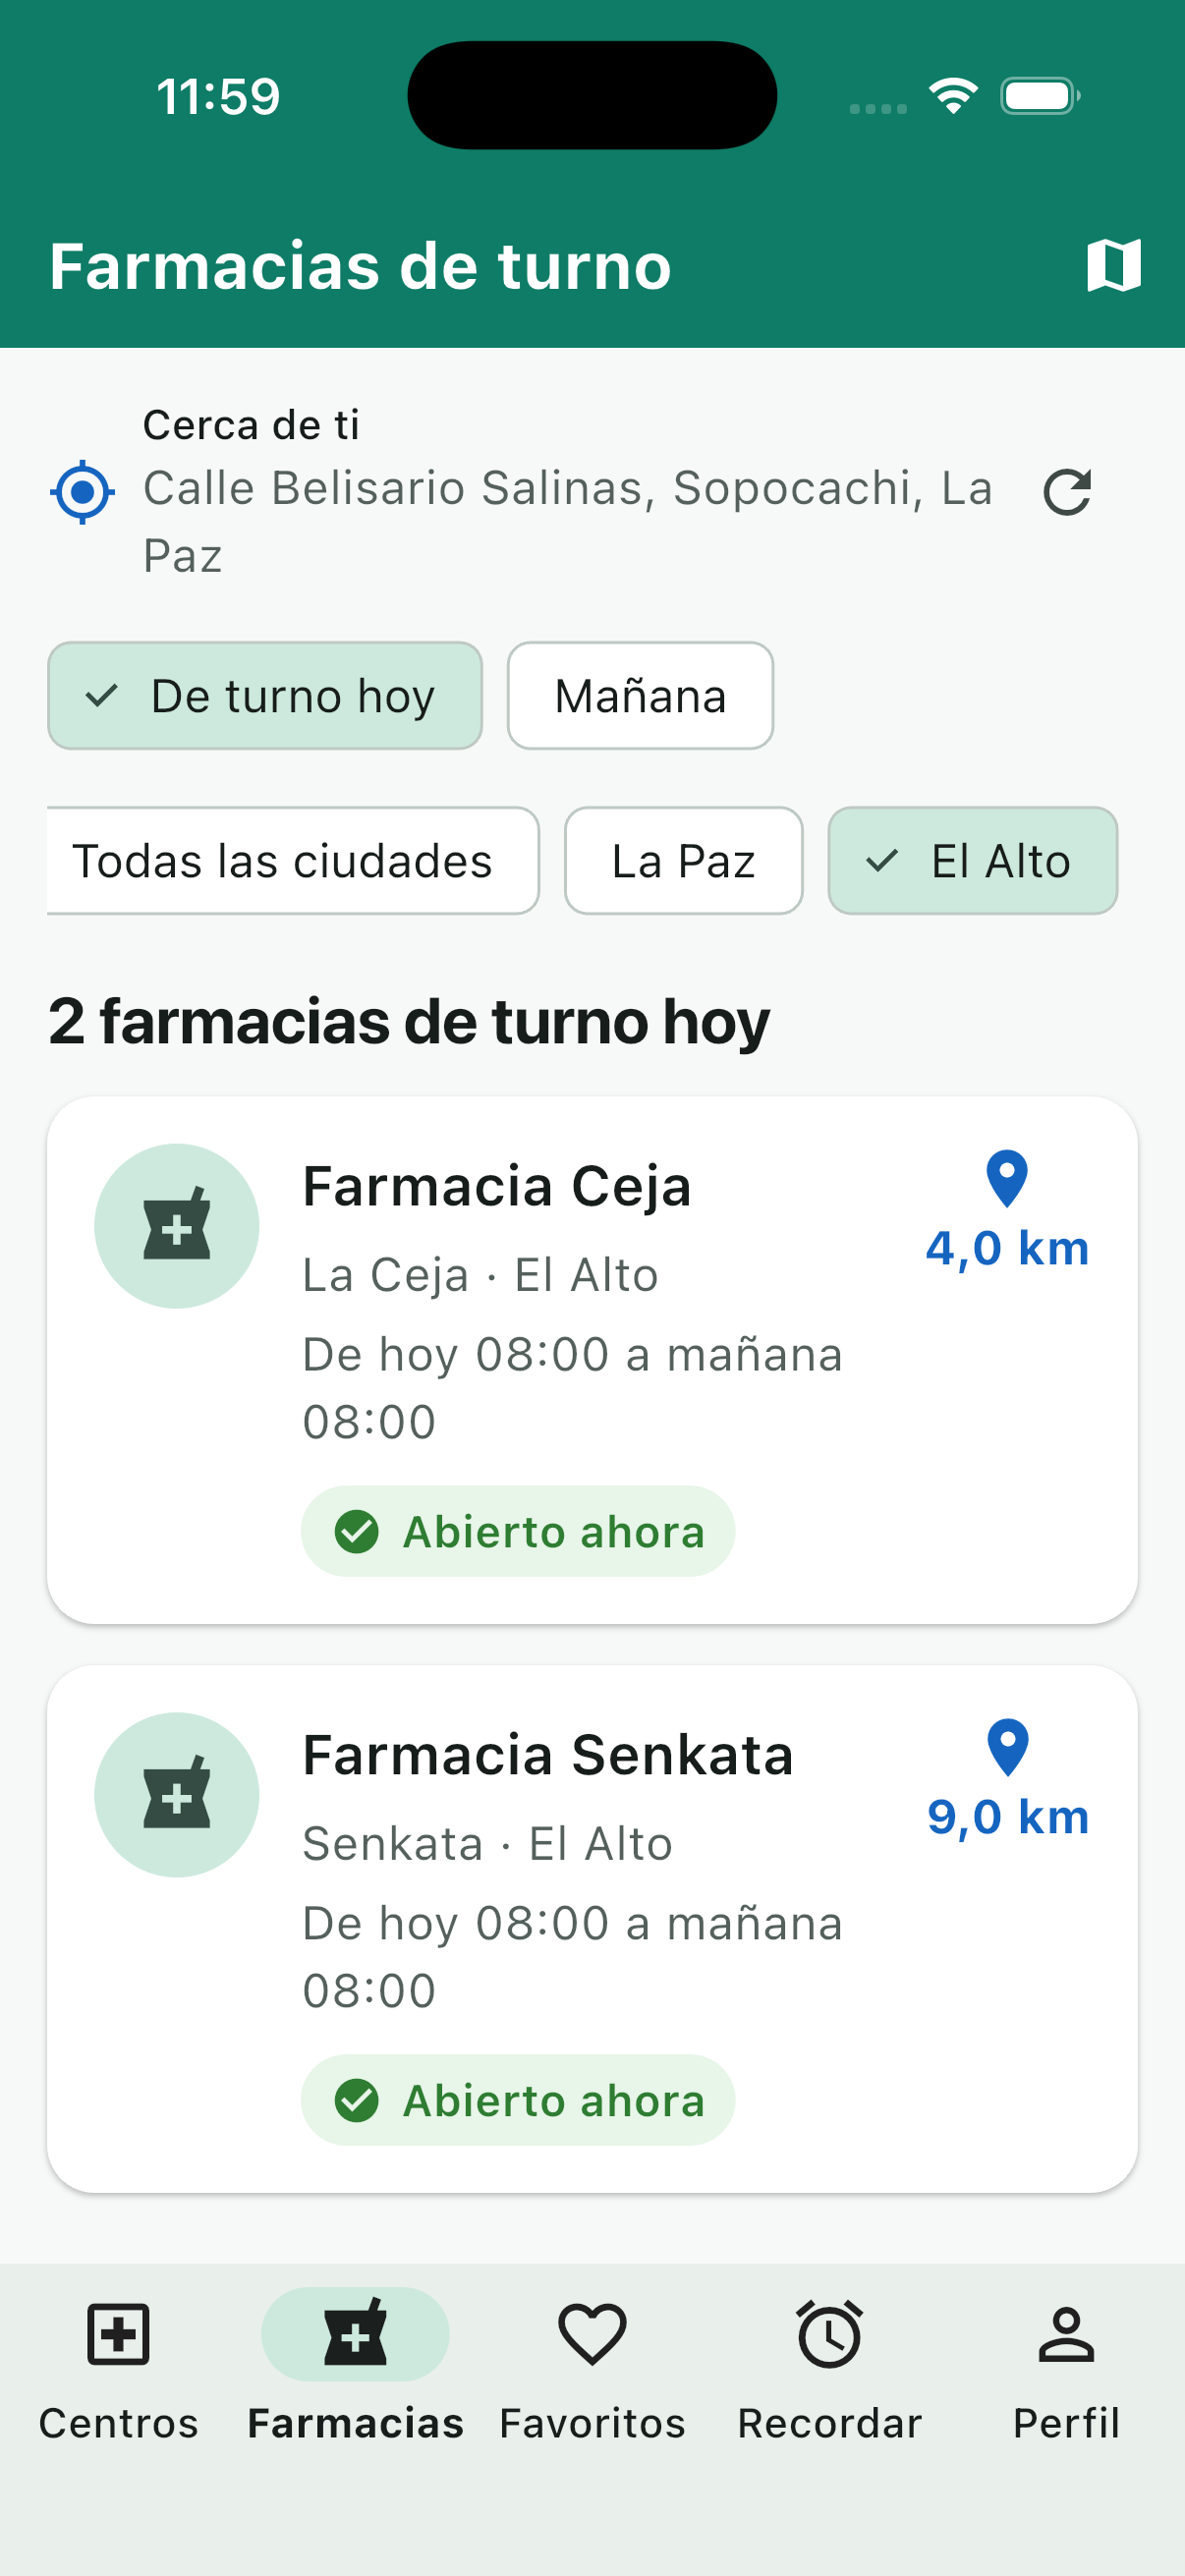 11:59
Farmacias de turno
Cerca de ti
Calle Belisario Salinas, Sopocachi, La
Paz
De turno hoy
Mañana
Todas las ciudades
La Paz
El Alto
2 farmacias de turno hoy
Farmacia Ceja
4,0 km
La Ceja · El Alto
De hoy 08:00 a mañana
08:00
Abierto ahora
Farmacia Senkata
9,0 km
Senkata · El Alto
De hoy 08:00 a mañana
08:00
Abierto ahora
Centros
Farmacias
Favoritos
Recordar
Perfil